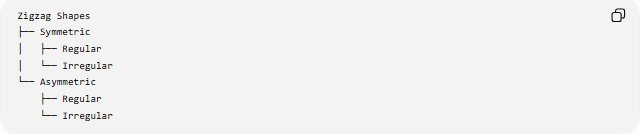 Zigzag Shapes
├── Symmetric
│   ├── Regular
│   └── Irregular
└── Asymmetric
    ├── Regular
    └── Irregular